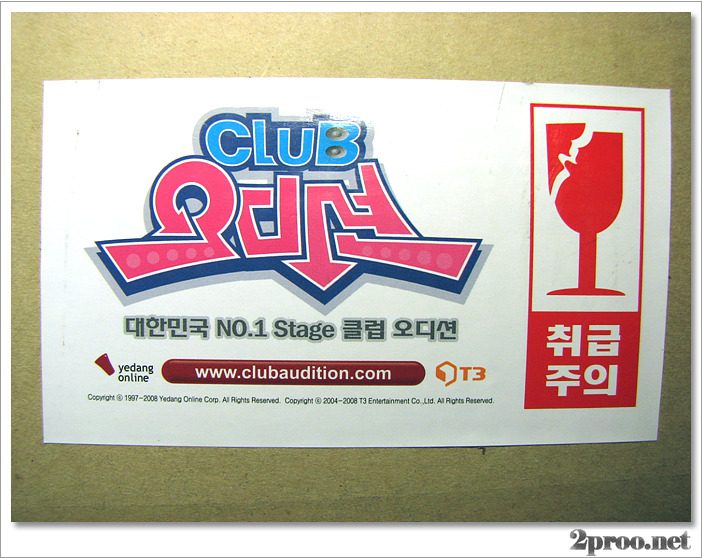 CLUB
오디션
대한민국 NO.1 Stage 클럽 오디션
yedang
online
www.clubaudition.com
T3
Copyright ⓒ 1997-2008 Yedang Online Corp. All Rights Reserved. Copyright ⓒ 2004-2008 T3 Entertainment Co.,Ltd. All Rights Reserved.
취급
주의
2proo.net